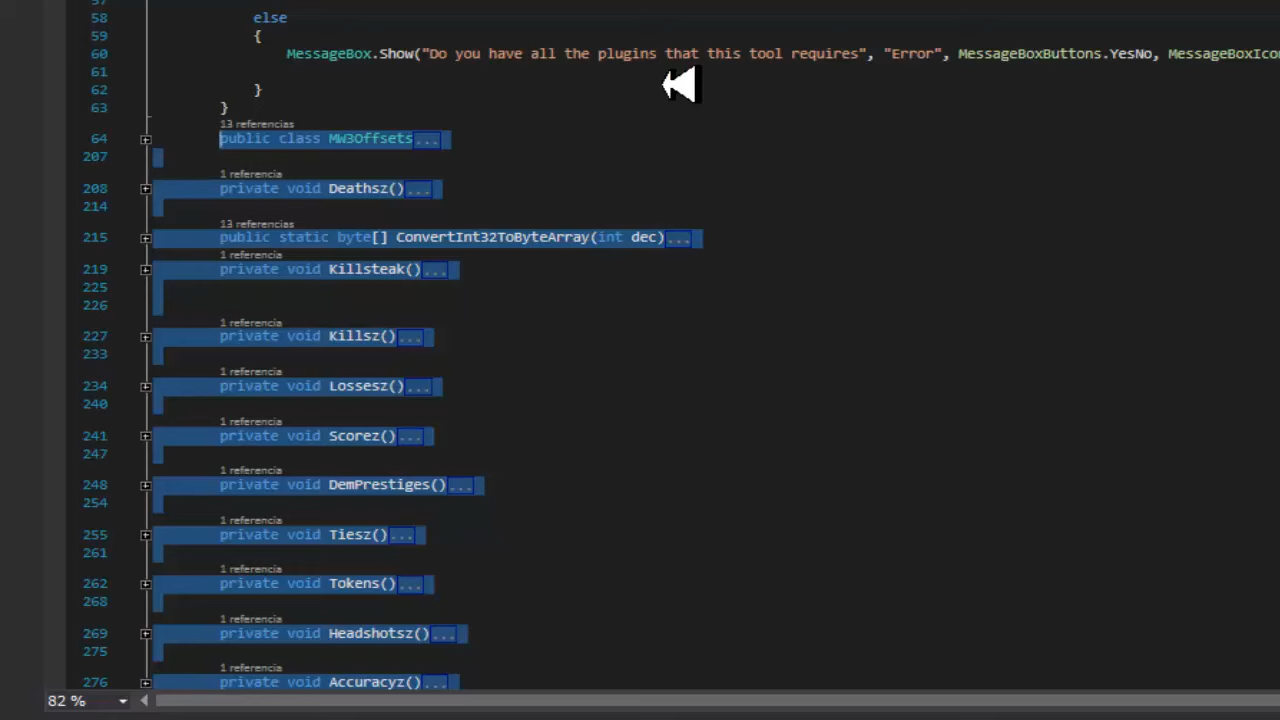 58 else
59 {
60 MessageBox.Show("Do you have all the plugins that this tool requires", "Error", MessageBoxButtons.YesNo, MessageBoxIco
61
62 }
63 }
13 referencias
64 public class MW3Offsets...
207
1 referencia
208 private void Deathsz()...
214
13 referencias
215 public static byte[] ConvertInt32ToByteArray(int dec)...
1 referencia
219 private void Killsteak()...
225
226
1 referencia
227 private void Killsz()...
233
1 referencia
234 private void Lossesz()...
240
1 referencia
241 private void Scorez()...
247
1 referencia
248 private void DemPrestiges()...
254
1 referencia
255 private void Tiesz()...
261
1 referencia
262 private void Tokens()...
268
1 referencia
269 private void Headshotsz()...
275
1 referencia
276 private void Accuracyz()...
82 %